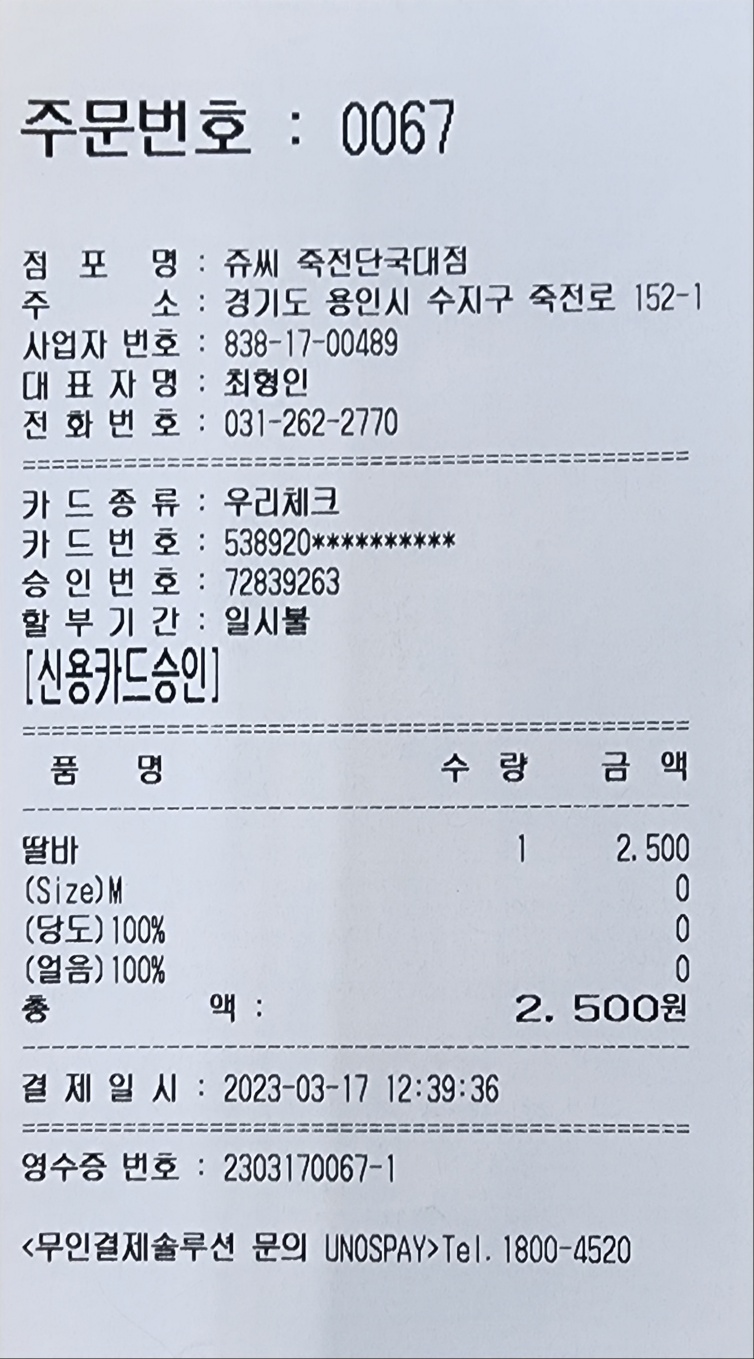 주문번호 : 0067
점 포 명 : 쥬씨 죽전단국대점
주 소 : 경기도 용인시 수지구 죽전로 152-1
사업자 번호 : 838-17-00489
대 표 자 명 : 최형인
전 화 번 호 : 031-262-2770
==============================================
카 드 종 류 : 우리체크
카 드 번 호 : 538920**********
승 인 번 호 : 72839263
할 부 기 간 : 일시불
[신용카드승인]
==============================================
품 명 수 량 금 액
----------------------------------------------
딸바 1 2.500
(Size)M 0
(당도)100% 0
(얼음)100% 0
총 액 : 2. 500원
----------------------------------------------
결 제 일 시 : 2023-03-17 12:39:36
==============================================
영수증 번호 : 2303170067-1
<무인결제솔루션 문의 UNOSPAY>Tel. 1800-4520